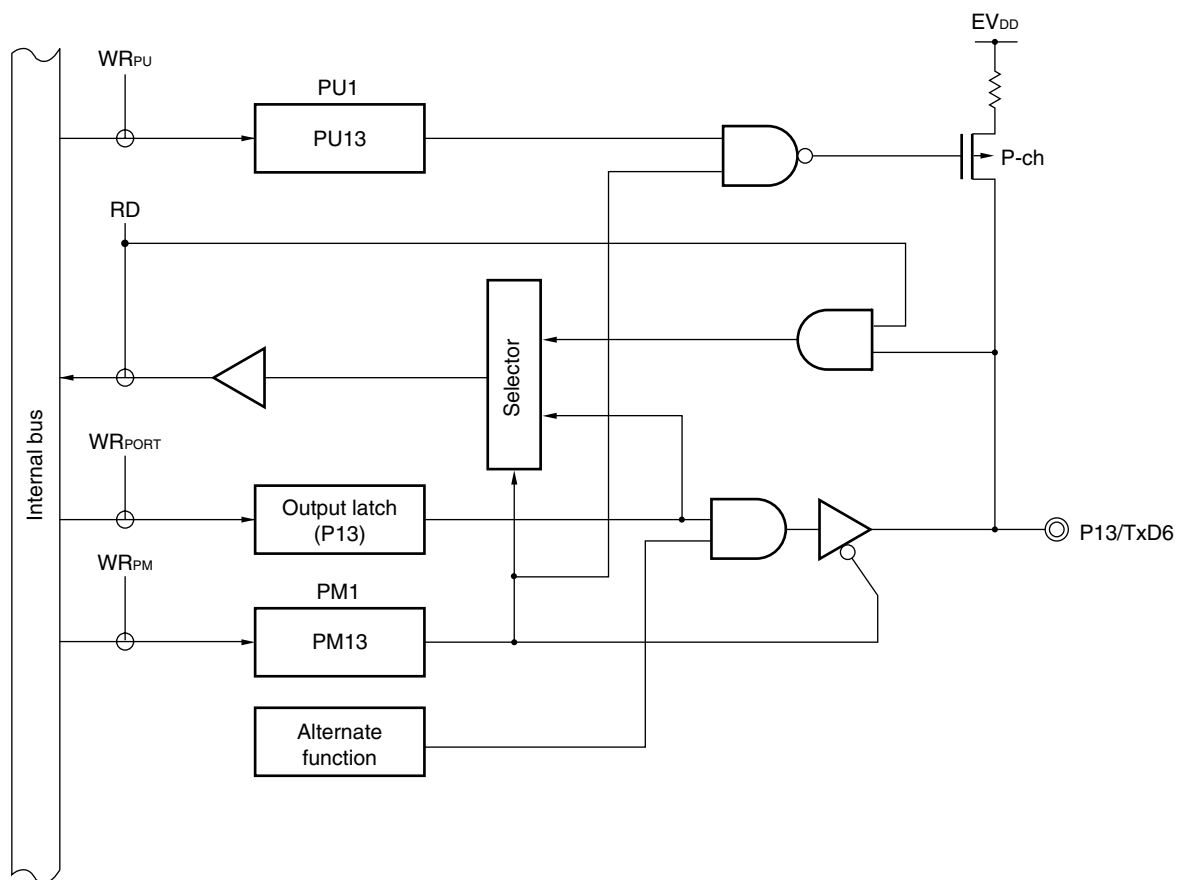 EVDD
WRPU
PU1
PU13
P-ch
RD
Selector
Internal bus
WRPORT
Output latch
(P13)
P13/TxD6
WRPM
PM1
PM13
Alternate
function